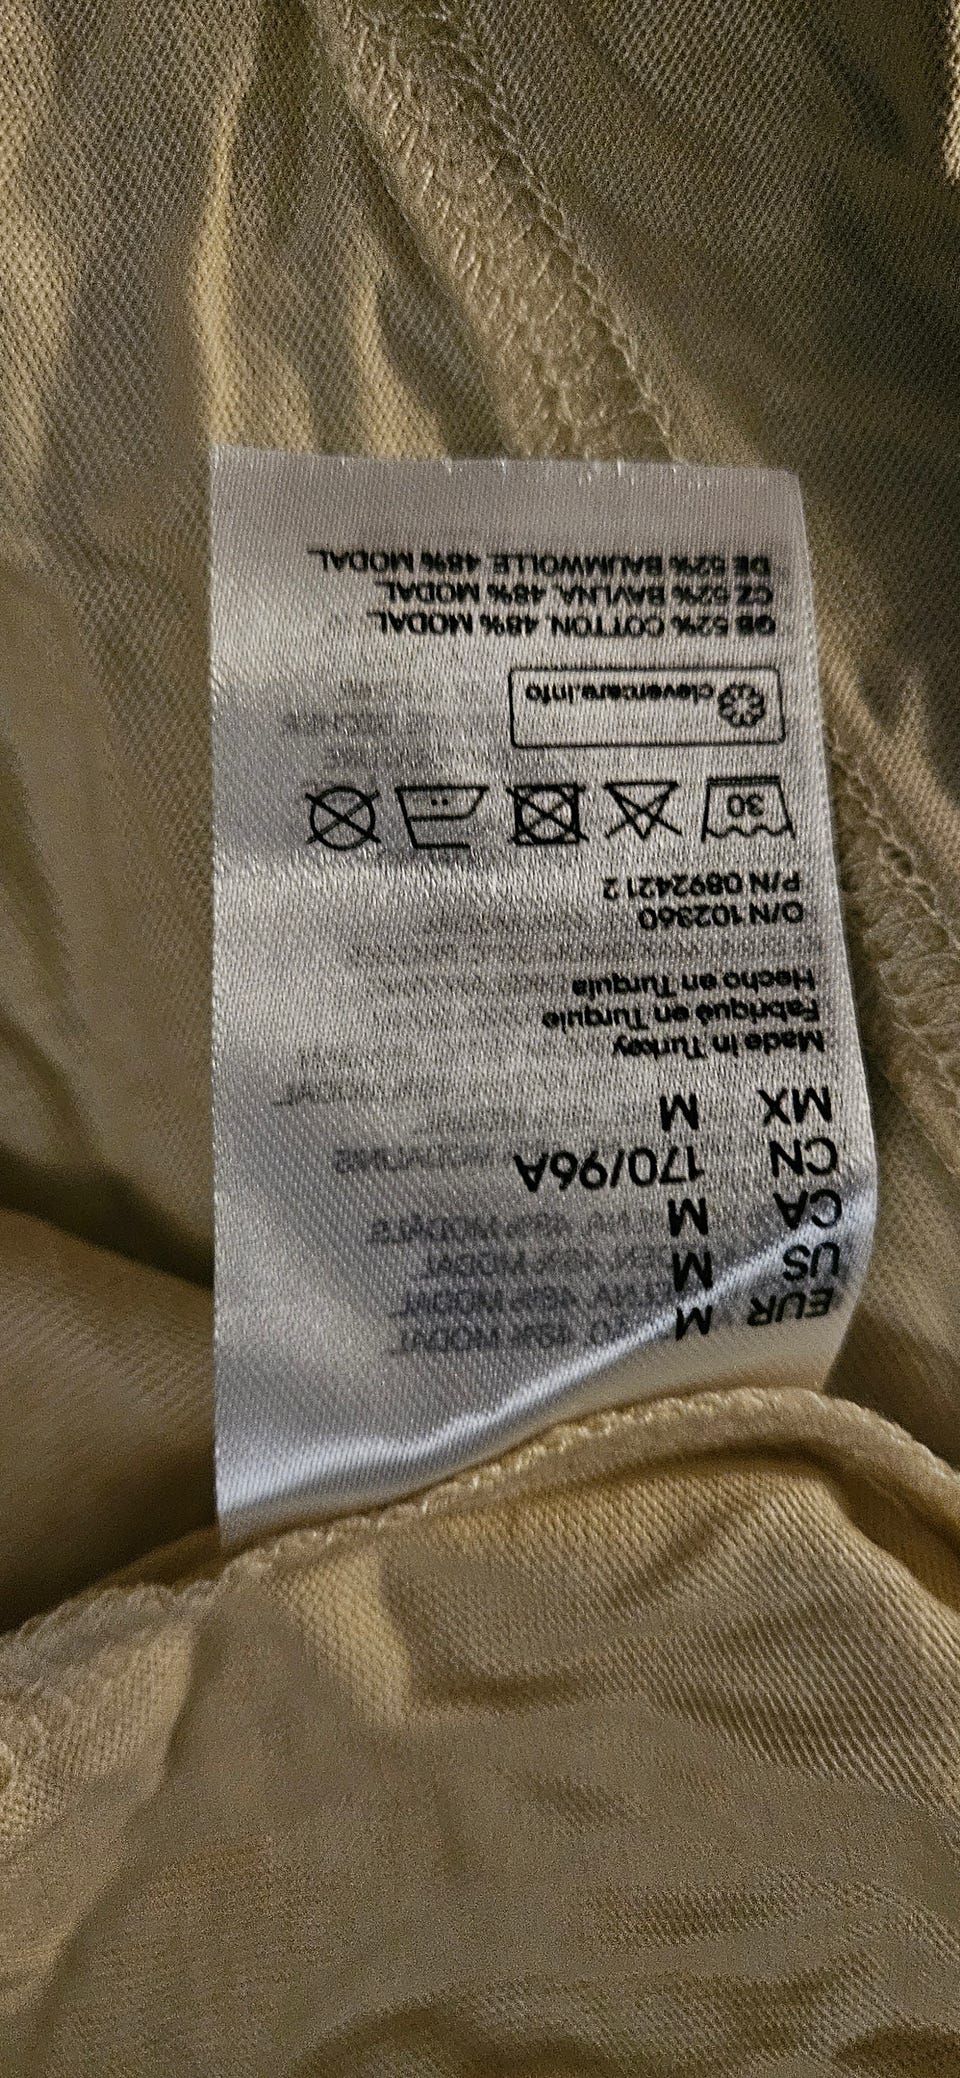 EUR M
US M
CA M
CN 170/96A
MX M
Made in Turkey
Fabriqué en Turquie
Hecho en Turquía
O/N 102360
P/N 0892421 2
30
clevercare.info
GB 52% COTTON, 48% MODAL
CZ 52% BAVLNA, 48% MODAL
DE 52% BAUMWOLLE, 48% MODAL